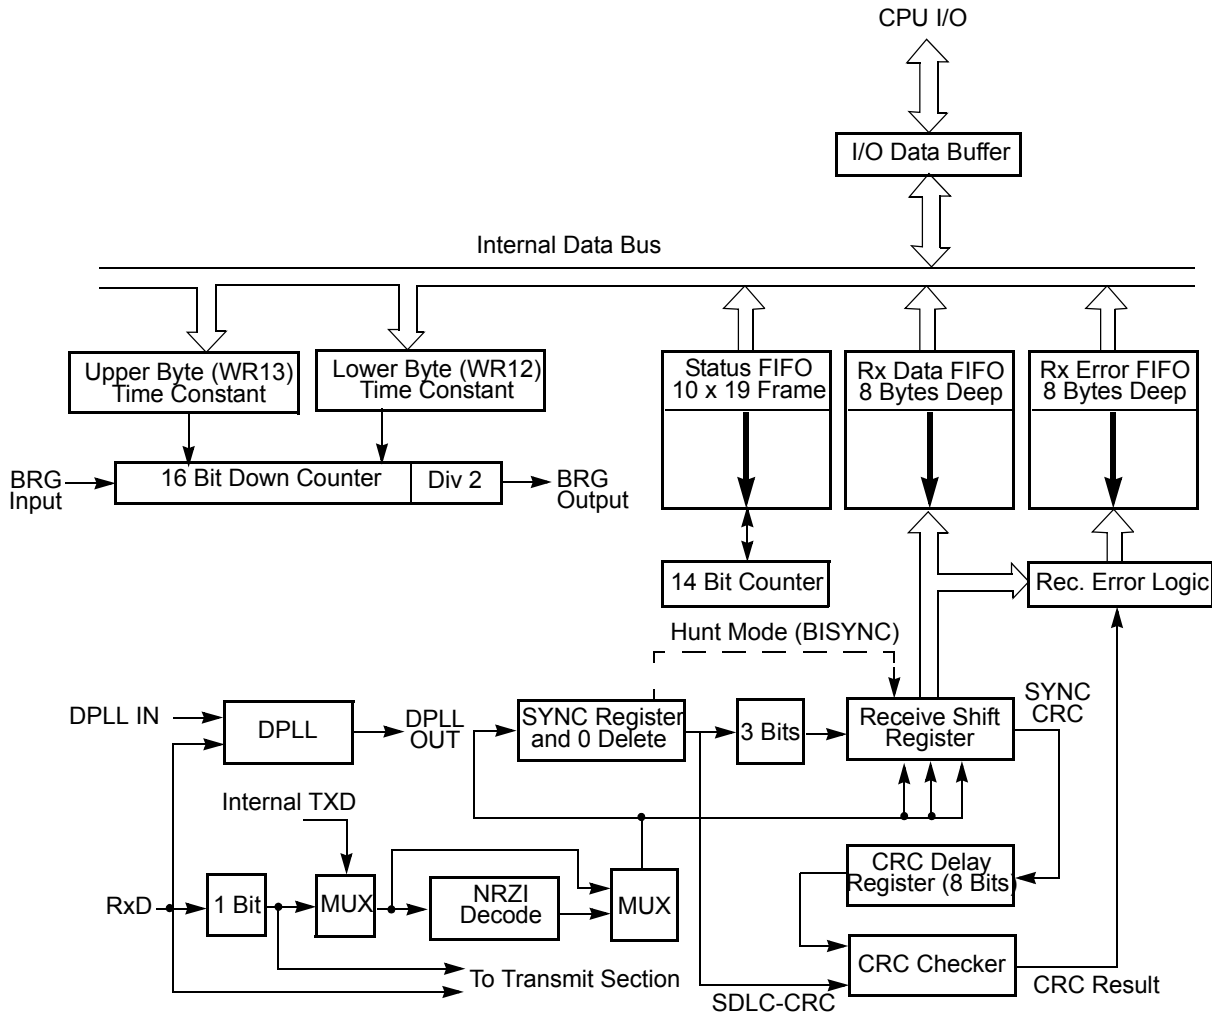 CPU I/O
I/O Data Buffer
Internal Data Bus
Upper Byte (WR13)
Time Constant
Lower Byte (WR12)
Time Constant
Status FIFO
10 x 19 Frame
Rx Data FIFO
8 Bytes Deep
Rx Error FIFO
8 Bytes Deep
BRG
Input
16 Bit Down Counter
Div 2
BRG
Output
14 Bit Counter
Rec. Error Logic
Hunt Mode (BISYNC)
DPLL IN
DPLL
DPLL
OUT
SYNC Register
and 0 Delete
3 Bits
Receive Shift
Register
SYNC
CRC
Internal TXD
CRC Delay
Register (8 Bits)
RxD
1 Bit
MUX
NRZI
Decode
MUX
To Transmit Section
CRC Checker
SDLC-CRC
CRC Result